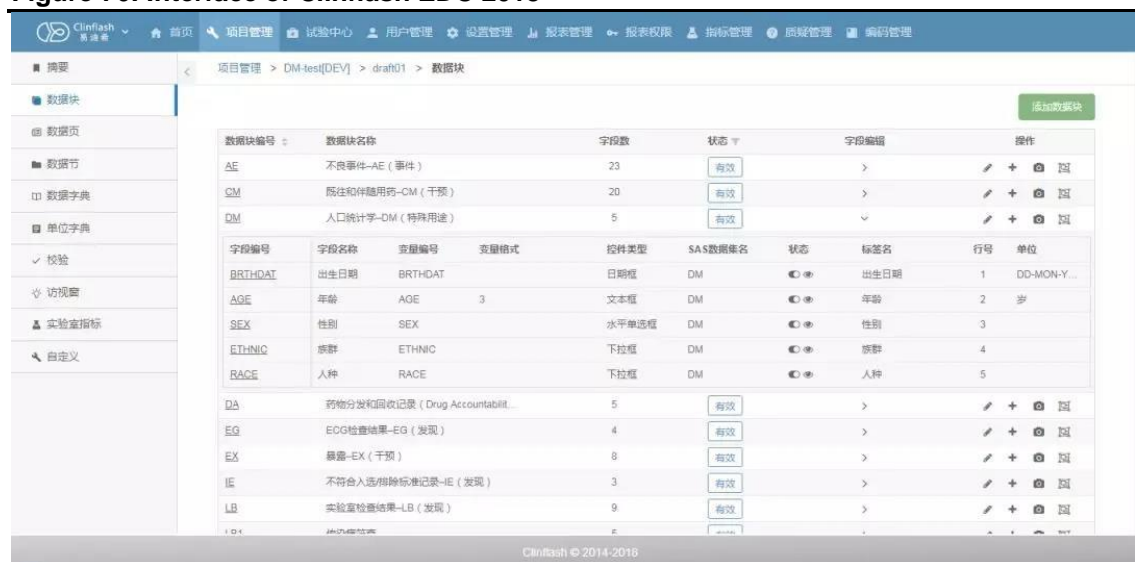 Clinflash 易迪希 首页 项目管理 试验中心 用户管理 设置管理 报表管理 报表权限 指标管理 质疑管理 编码管理
摘要
项目管理 > DM-test[DEV] > draft01 > 数据块
数据块
添加数据块
数据页
数据块编号 数据块名称 字段数 状态 字段编辑 操作
数据节
AE 不良事件–AE（事件） 23 有效
数据字典
CM 既往和伴随用药–CM（干预） 20 有效
单位字典
DM 人口统计学–DM（特殊用途） 5 有效
校验
字段编号 字段名称 变量编号 变量格式 控件类型 SAS数据集名 状态 标签名 行号 单位
访视窗
BRTHDAT 出生日期 BRTHDAT 日期框 DM 出生日期 1 DD-MON-Y...
实验室指标
AGE 年龄 AGE 3 文本框 DM 年龄 2 岁
自定义
SEX 性别 SEX 水平单选框 DM 性别 3
ETHNIC 族群 ETHNIC 下拉框 DM 族群 4
RACE 人种 RACE 下拉框 DM 人种 5
DA 药物分发和回收记录（Drug Accountabilit... 5 有效
EG ECG检查结果–EG（发现） 4 有效
EX 暴露–EX（干预） 8 有效
IE 不符合入选/排除标准记录–IE（发现） 3 有效
LB 实验室检查结果–LB（发现） 9 有效
Clinflash © 2014-2018